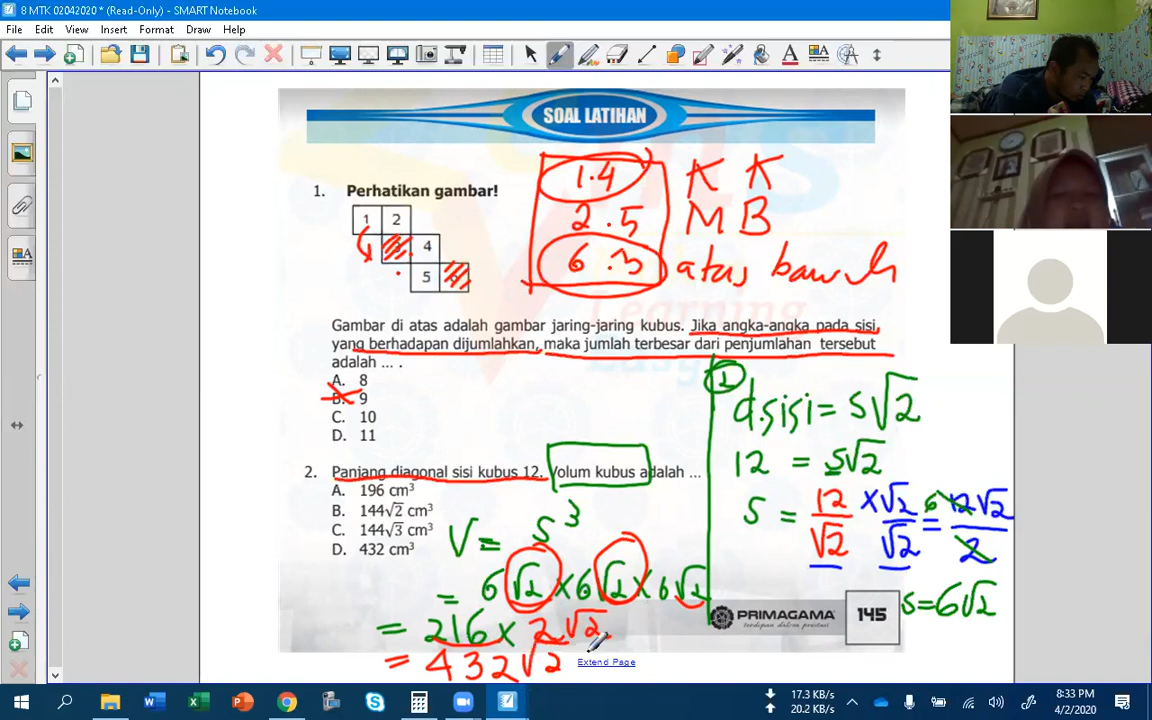 8 MTK 02042020 * (Read-Only) - SMART Notebook
File Edit View Insert Format Draw Help
SOAL LATIHAN
1. Perhatikan gambar!
1 2
4
5
1.4 K K
2.5 M B
6.3 atas bawah
Gambar di atas adalah gambar jaring-jaring kubus. Jika angka-angka pada sisi
yang berhadapan dijumlahkan, maka jumlah terbesar dari penjumlahan tersebut
adalah ... .
A. 8
B. 9
C. 10
D. 11
2. Panjang diagonal sisi kubus 12. Volum kubus adalah ...
A. 196 cm³
B. 144√2 cm³
C. 144√3 cm³
D. 432 cm³
V = s³
= 6√2 × 6√2 × 6√2
= 216 × 2√2
= 432√2
2
d.sisi = s√2
12 = s√2
s = 12/√2 × √2/√2 = 12√2/2
6
s = 6√2
PRIMAGAMA
terdepan dalam prestasi
145
Extend Page
17.3 KB/s
20.2 KB/s
8:33 PM
4/2/2020